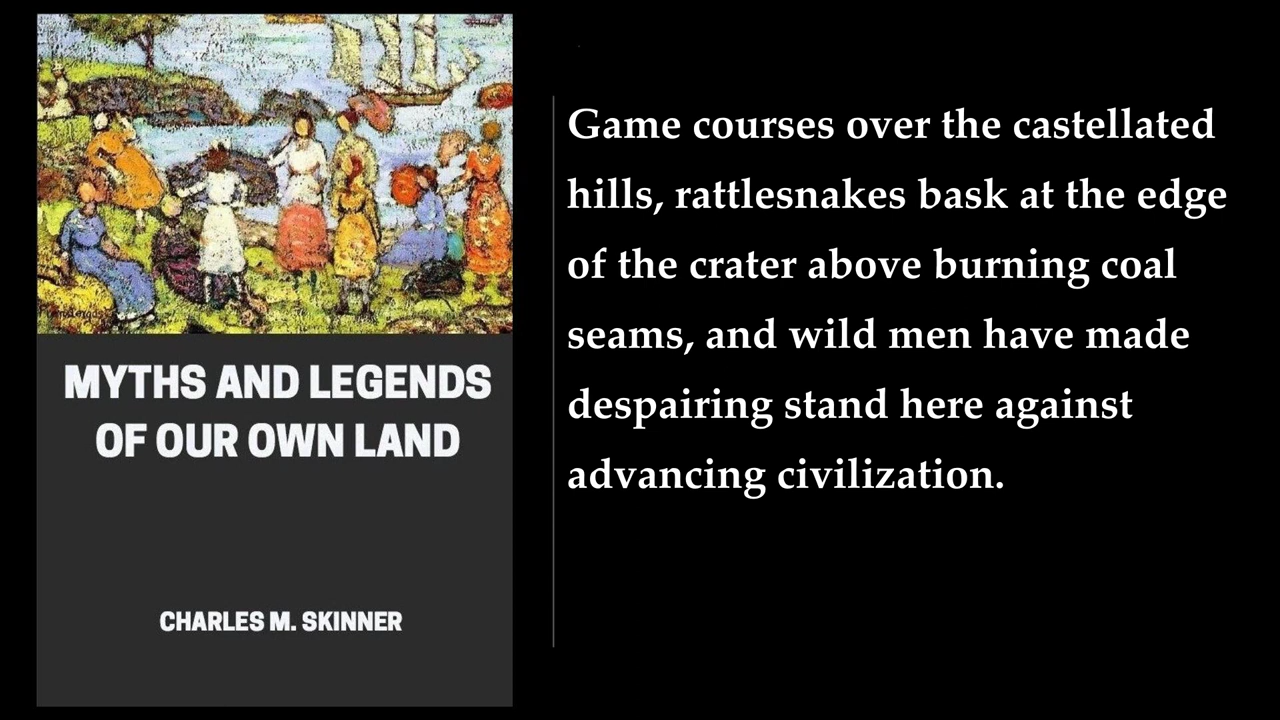 MYTHS AND LEGENDS
OF OUR OWN LAND
CHARLES M. SKINNER
Game courses over the castellated
hills, rattlesnakes bask at the edge
of the crater above burning coal
seams, and wild men have made
despairing stand here against
advancing civilization.